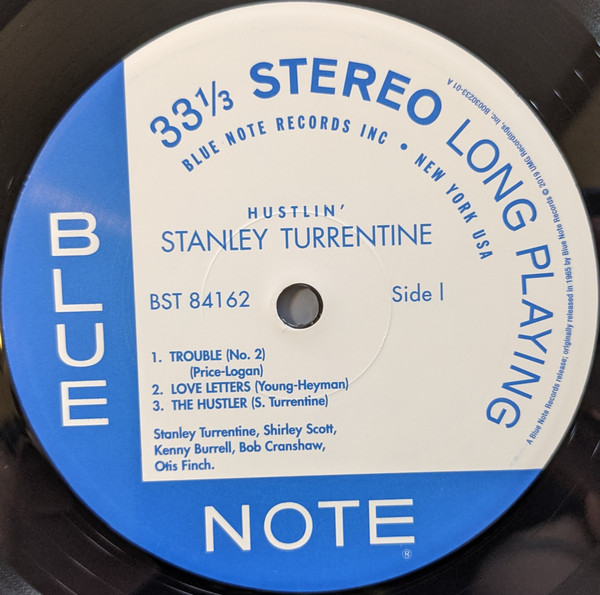 33⅓ STEREO LONG PLAYING
BLUE NOTE RECORDS INC • NEW YORK USA
A Blue Note Records release; originally released in 1965 by Blue Note Records ℗ 2019 UMG Recordings, Inc. B0030233-01 A
HUSTLIN'
STANLEY TURRENTINE
BST 84162
Side 1
1. TROUBLE (No. 2)
(Price-Logan)
2. LOVE LETTERS (Young-Heyman)
3. THE HUSTLER (S. Turrentine)
Stanley Turrentine, Shirley Scott,
Kenny Burrell, Bob Cranshaw,
Otis Finch.
BLUE
NOTE
®